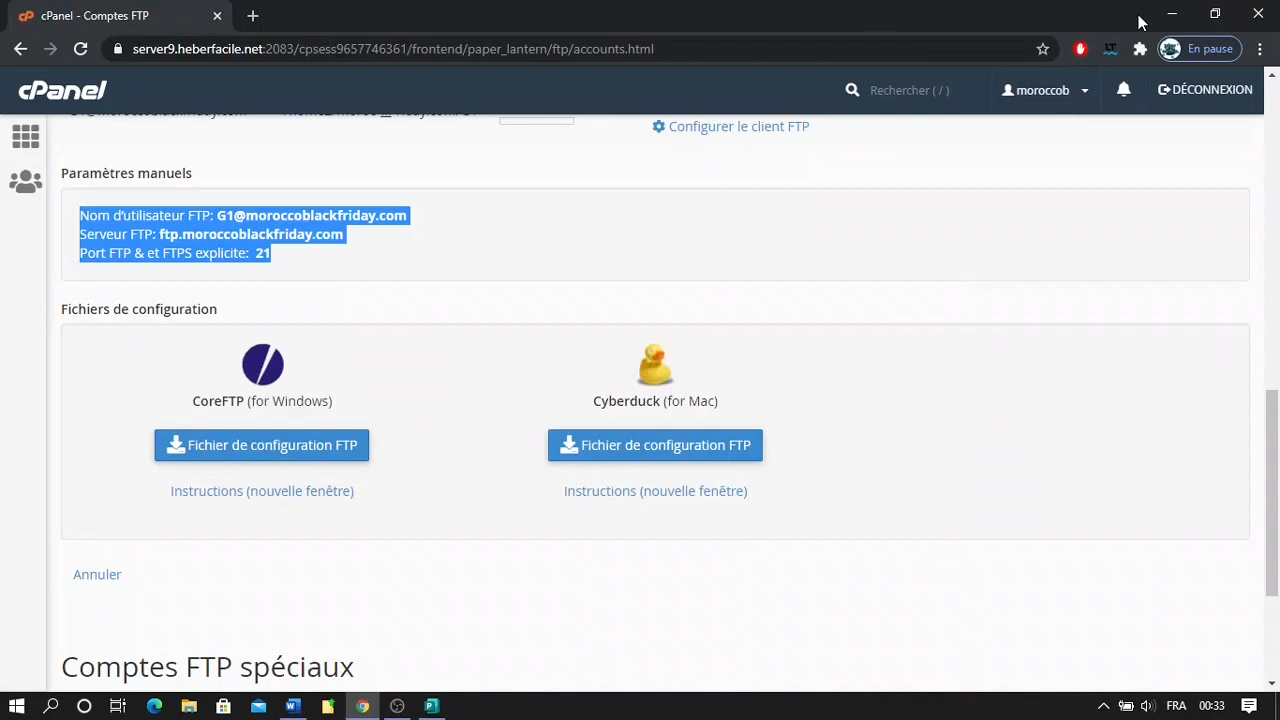 cPanel - Comptes FTP
server9.heberfacile.net:2083/cpsess9657746361/frontend/paper_lantern/ftp/accounts.html
En pause
cPanel
Rechercher ( / )
moroccob
DÉCONNEXION
Configurer le client FTP
Paramètres manuels
Nom d'utilisateur FTP: G1@moroccoblackfriday.com
Serveur FTP: ftp.moroccoblackfriday.com
Port FTP & et FTPS explicite: 21
Fichiers de configuration
CoreFTP (for Windows)
Cyberduck (for Mac)
Fichier de configuration FTP
Fichier de configuration FTP
Instructions (nouvelle fenêtre)
Instructions (nouvelle fenêtre)
Annuler
Comptes FTP spéciaux
FRA
00:33